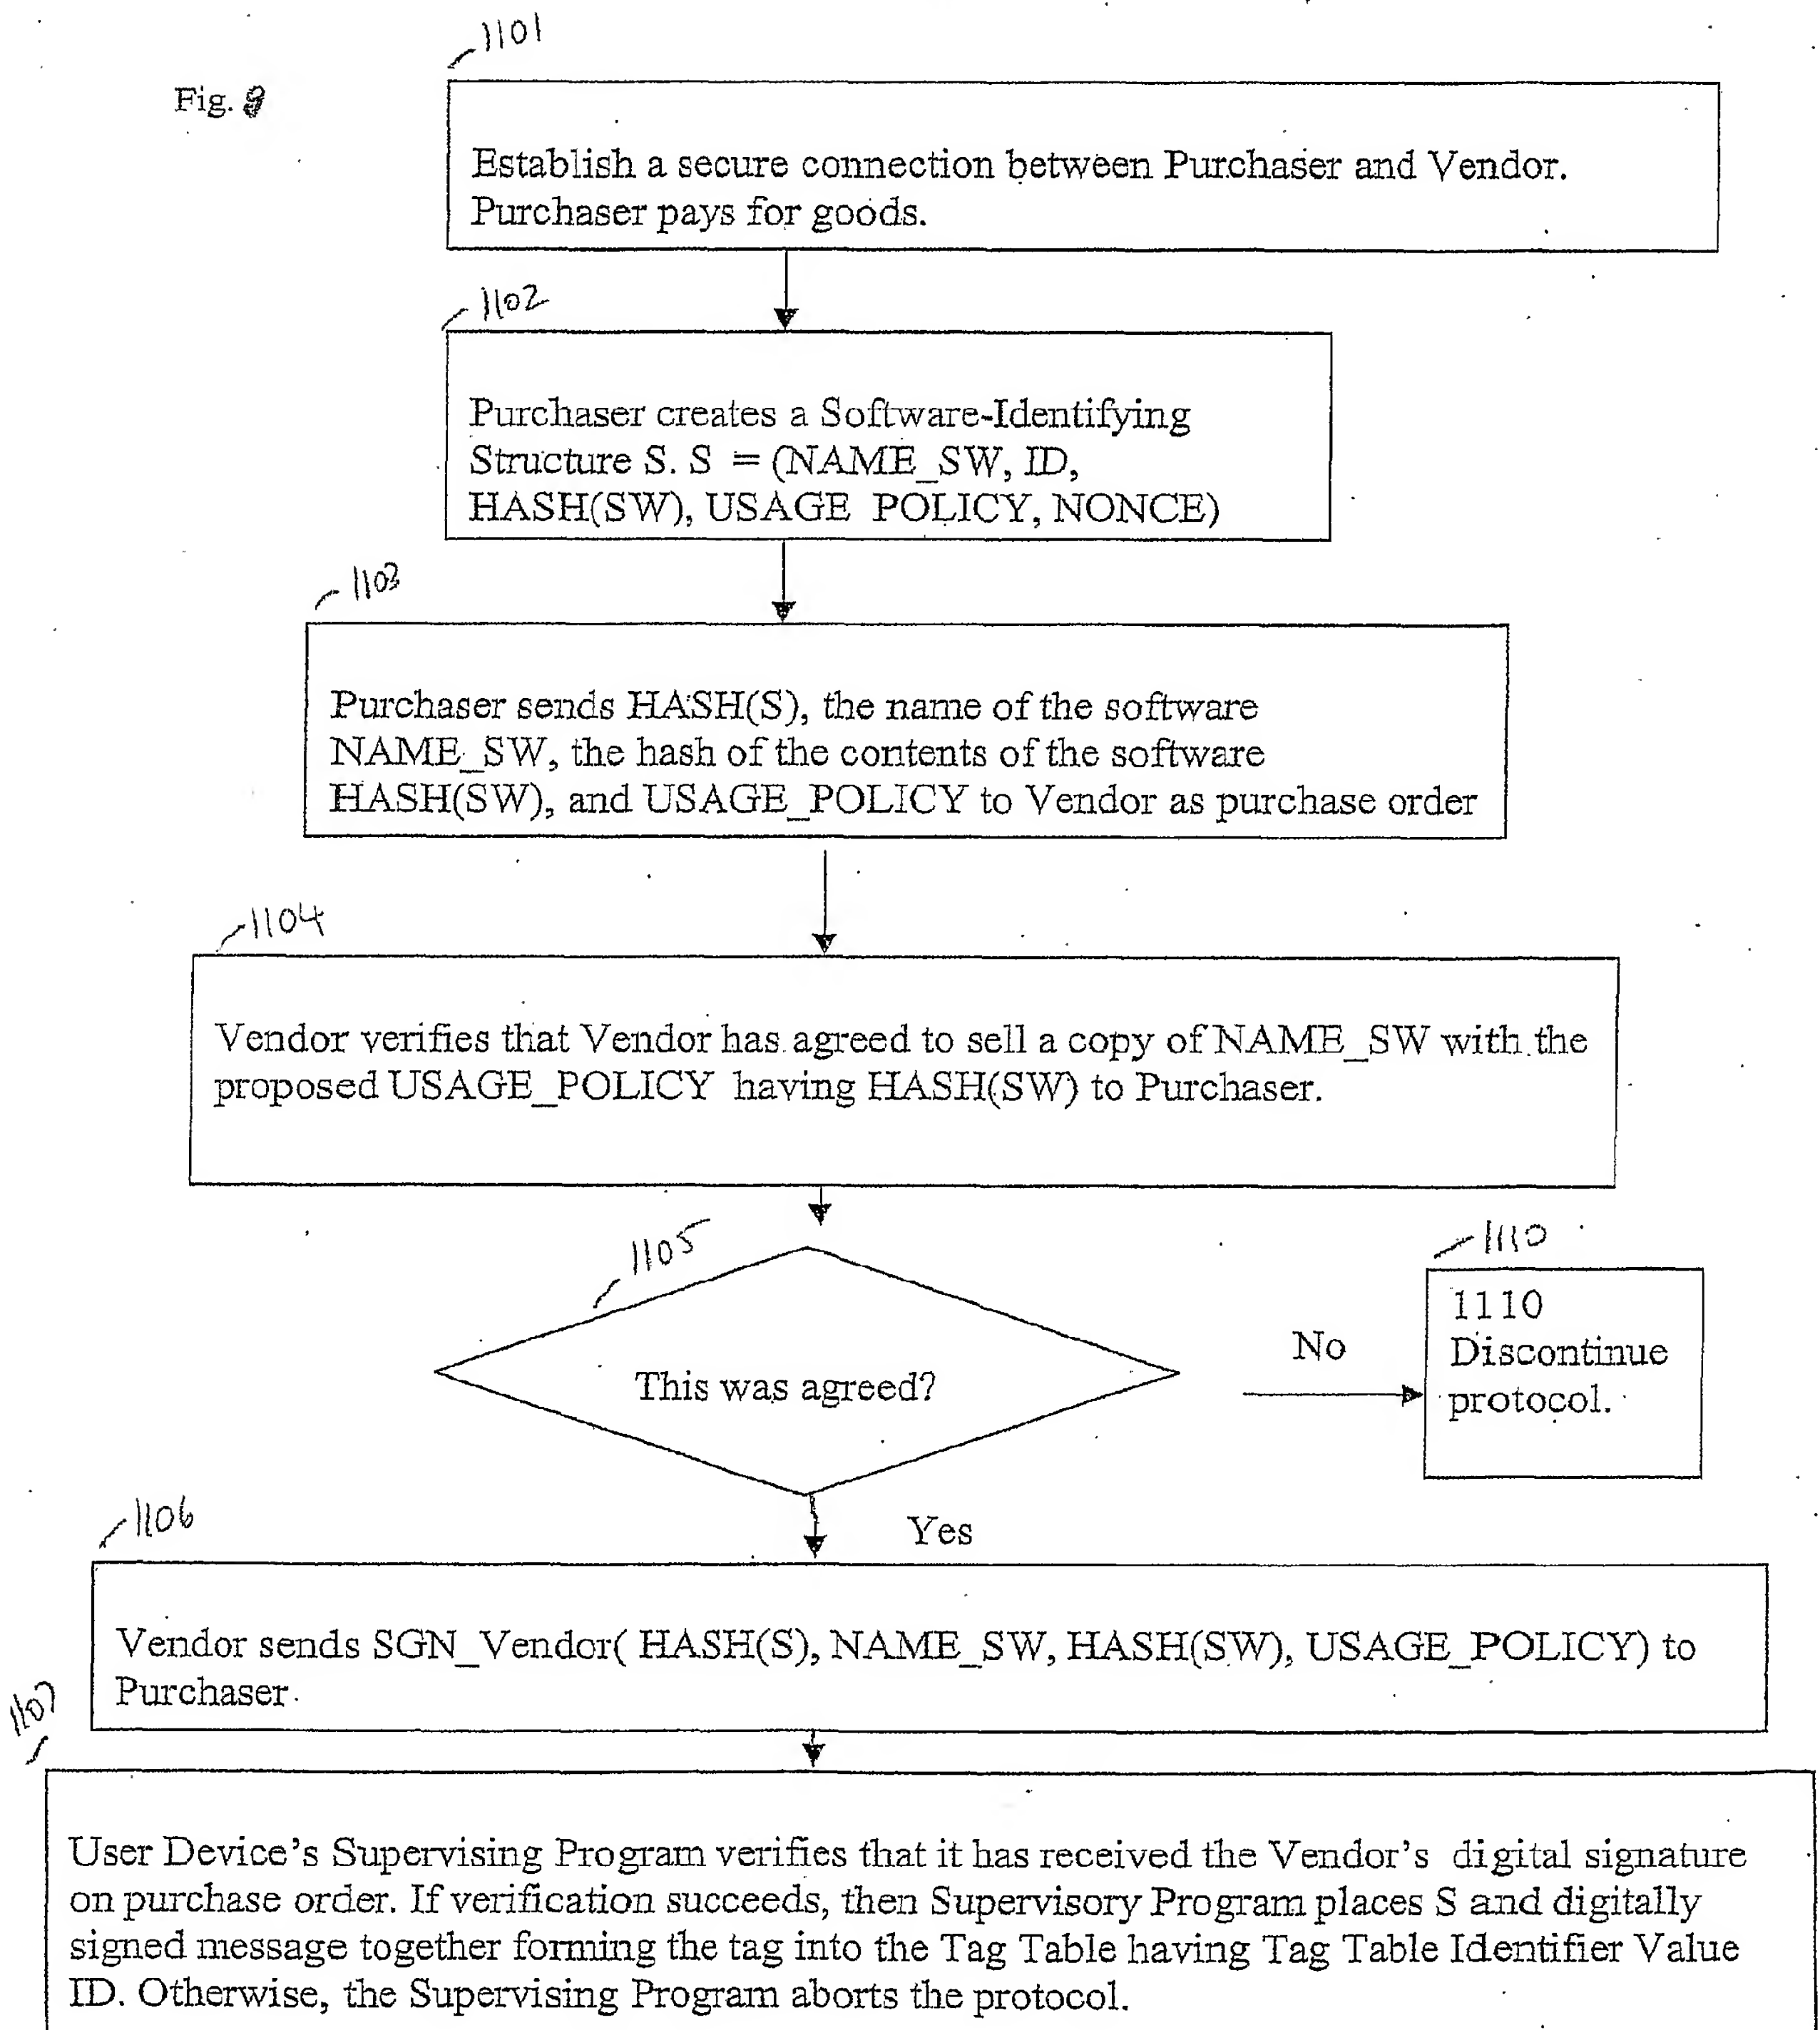 1101
Fig.
Establish a secure connection between Purchaser and Vendor.
Purchaser pays for goods.
1102
Purchaser creates a Software-Identifying
Structure S. S = (NAME_SW, ID,
HASH(SW), USAGE POLICY, NONCE)
1103
Purchaser sends HASH(S), the name of the software
NAME_SW, the hash of the contents of the software
HASH(SW), and USAGE_POLICY to Vendor as purchase order
1104
Vendor verifies that Vendor has agreed to sell a copy of NAME_SW with the
proposed USAGE_POLICY having HASH(SW) to Purchaser.
1105
This was agreed?
No
1110
1110
Discontinue
protocol.
Yes
1106
Vendor sends SGN_Vendor( HASH(S), NAME_SW, HASH(SW), USAGE_POLICY) to
Purchaser.
1107
User Device's Supervising Program verifies that it has received the Vendor's digital signature
on purchase order. If verification succeeds, then Supervisory Program places S and digitally
signed message together forming the tag into the Tag Table having Tag Table Identifier Value
ID. Otherwise, the Supervising Program aborts the protocol.